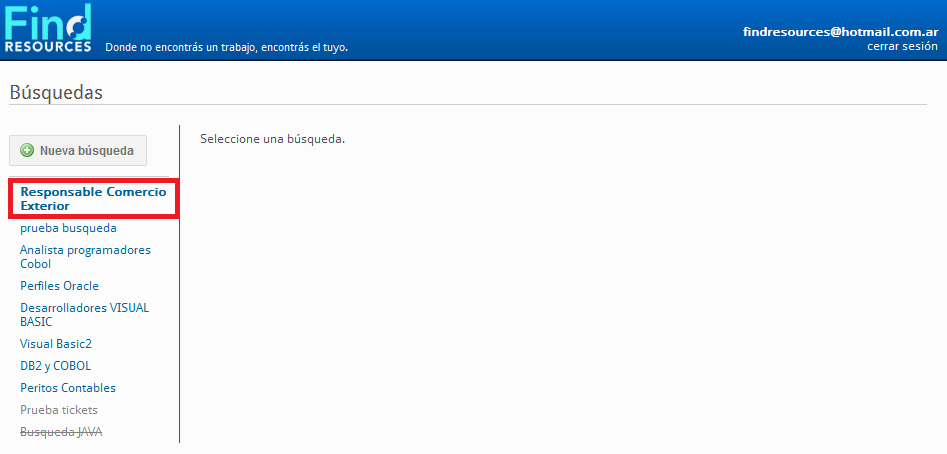 Find
RESOURCES
Donde no encontrás un trabajo, encontrás el tuyo.
findresources@hotmail.com.ar
cerrar sesión
Búsquedas
Nueva búsqueda
Seleccione una búsqueda.
Responsable Comercio
Exterior
prueba busqueda
Analista programadores
Cobol
Perfiles Oracle
Desarrolladores VISUAL
BASIC
Visual Basic2
DB2 y COBOL
Peritos Contables
Prueba tickets
Busqueda JAVA